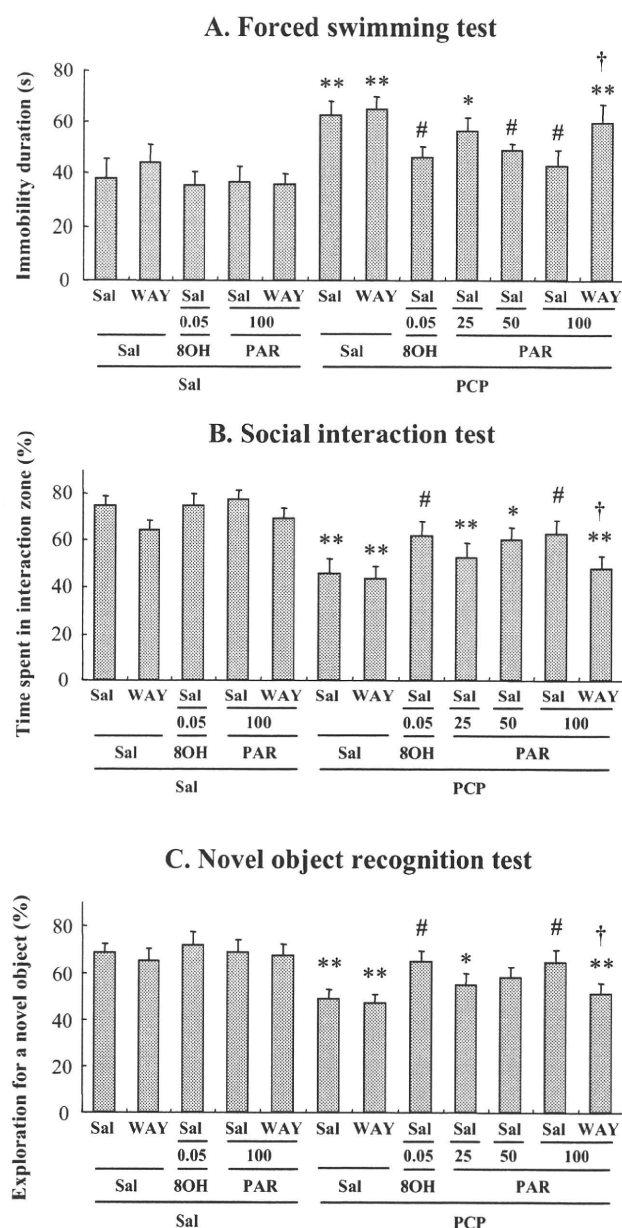 A. Forced swimming test
Immobility duration (s)
80
60
40
20
0
** ** # * # # † **
Sal WAY Sal Sal WAY Sal WAY Sal Sal Sal Sal WAY
0.05 100 0.05 25 50 100
Sal 8OH PAR Sal 8OH PAR
Sal PCP
B. Social interaction test
Time spent in interaction zone (%)
80
60
40
20
0
** ** # ** * # † **
Sal WAY Sal Sal WAY Sal WAY Sal Sal Sal Sal WAY
0.05 100 0.05 25 50 100
Sal 8OH PAR Sal 8OH PAR
Sal PCP
C. Novel object recognition test
Exploration for a novel object (%)
80
60
40
20
0
** ** # * # † **
Sal WAY Sal Sal WAY Sal WAY Sal Sal Sal Sal WAY
0.05 100 0.05 25 50 100
Sal 8OH PAR Sal 8OH PAR
Sal PCP